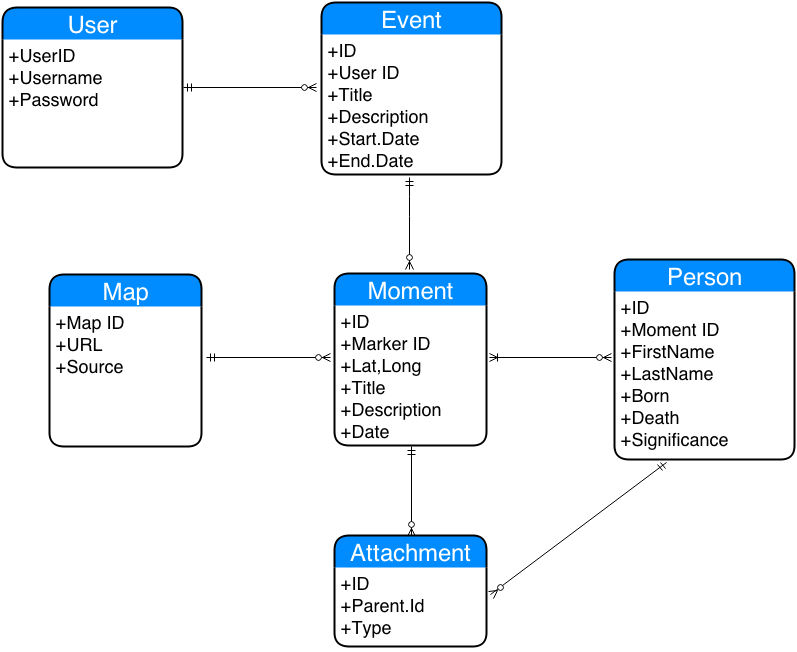 User
+UserID
+Username
+Password
Event
+ID
+User ID
+Title
+Description
+Start.Date
+End.Date
Map
+Map ID
+URL
+Source
Moment
+ID
+Marker ID
+Lat,Long
+Title
+Description
+Date
Person
+ID
+Moment ID
+FirstName
+LastName
+Born
+Death
+Significance
Attachment
+ID
+Parent.Id
+Type